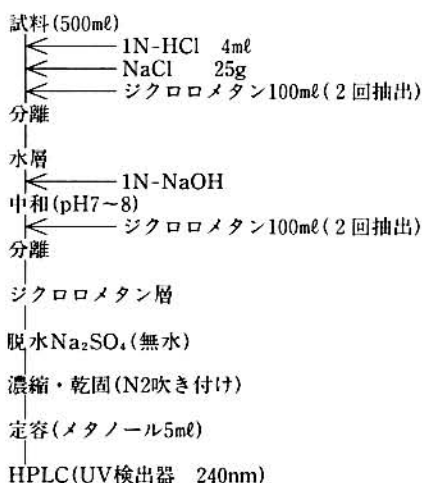 試料(500mℓ)
1N-HCl 4mℓ
NaCl 25g
ジクロロメタン100mℓ(2回抽出)
分離
水層
1N-NaOH
中和(pH7~8)
ジクロロメタン100mℓ(2回抽出)
分離
ジクロロメタン層
脱水Na₂SO₄(無水)
濃縮・乾固(N2吹き付け)
定容(メタノール5mℓ)
HPLC(UV検出器 240nm)